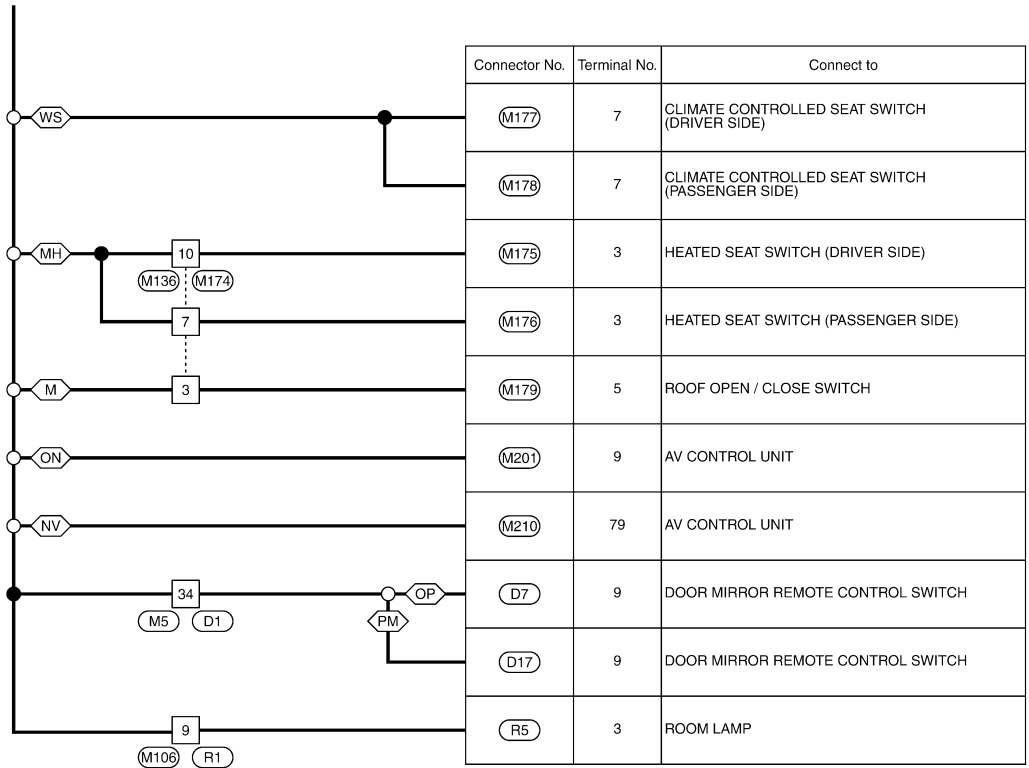 Connector No. Terminal No. Connect to
WS M177 7 CLIMATE CONTROLLED SEAT SWITCH
(DRIVER SIDE)
M178 7 CLIMATE CONTROLLED SEAT SWITCH
(PASSENGER SIDE)
MH 10 M175 3 HEATED SEAT SWITCH (DRIVER SIDE)
M136 M174
7 M176 3 HEATED SEAT SWITCH (PASSENGER SIDE)
M 3 M179 5 ROOF OPEN / CLOSE SWITCH
ON M201 9 AV CONTROL UNIT
NV M210 79 AV CONTROL UNIT
34 OP D7 9 DOOR MIRROR REMOTE CONTROL SWITCH
M5 D1 PM
D17 9 DOOR MIRROR REMOTE CONTROL SWITCH
9 R5 3 ROOM LAMP
M106 R1